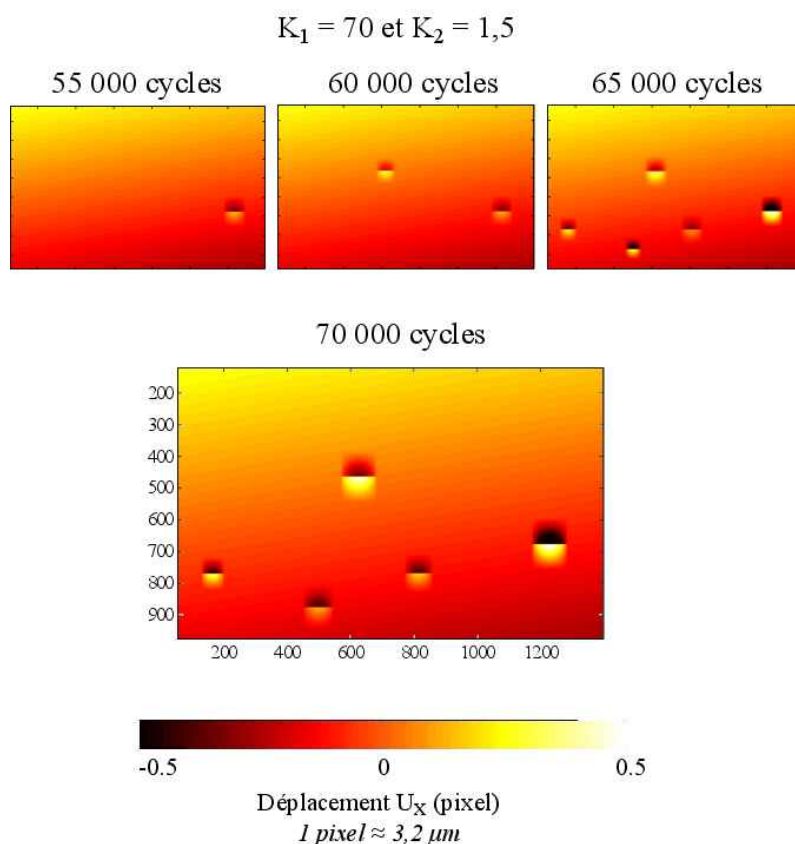 K1 = 70 et K2 = 1,5
55 000 cycles
60 000 cycles
65 000 cycles
70 000 cycles
200
300
400
500
600
700
800
900
200 400 600 800 1000 1200
-0.5 0 0.5
Déplacement UX (pixel)
1 pixel ≈ 3,2 µm